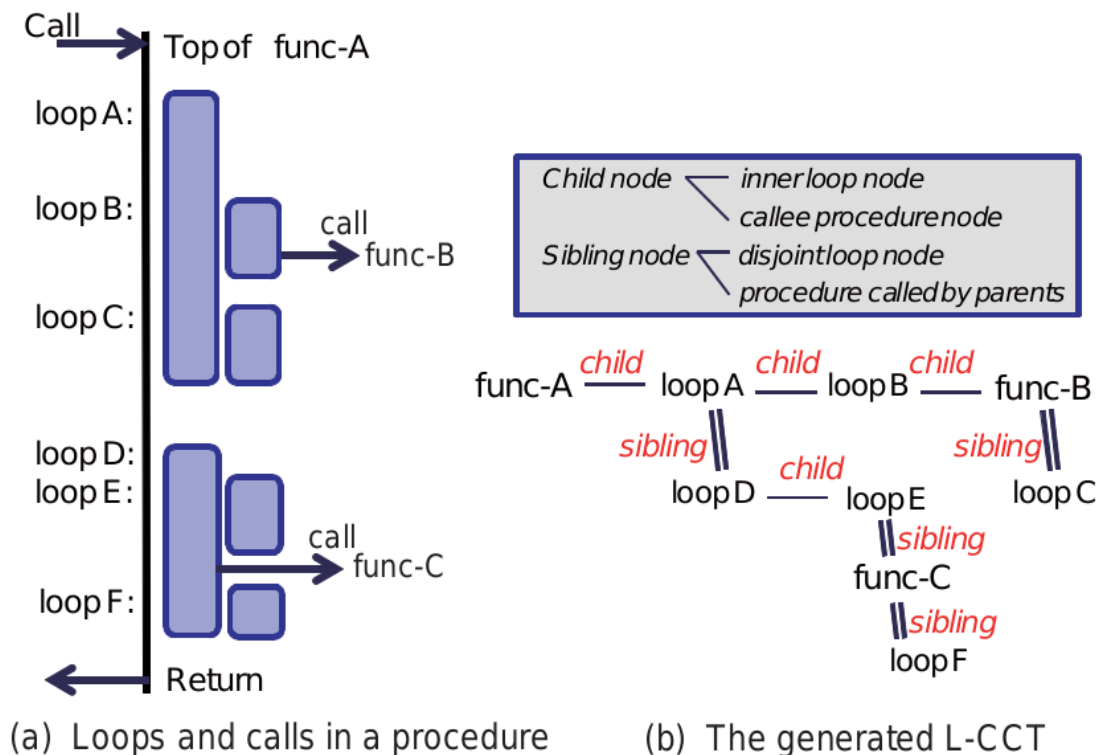 Call
Top of func-A
loop A:
loop B:
call
func-B
loop C:
loop D:
loop E:
call
func-C
loop F:
Return
(a) Loops and calls in a procedure
Child node
inner loop node
callee procedure node
Sibling node
disjoint loop node
procedure called by parents
func-A child loop A child loop B child func-B
sibling sibling
loop D child loop E loop C
sibling
func-C
sibling
loop F
(b) The generated L-CCT